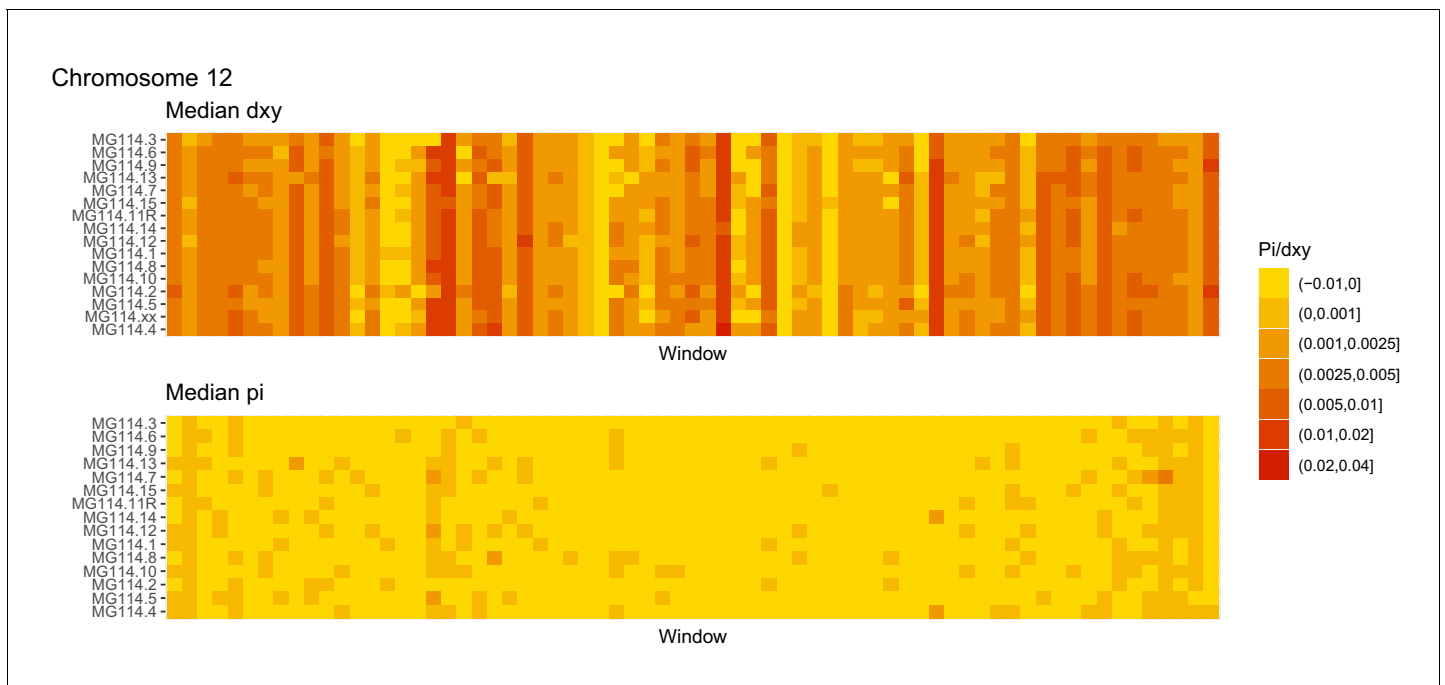 Chromosome 12
Median dxy
MG114.3
MG114.6
MG114.9
MG114.13
MG114.7
MG114.15
MG114.11R
MG114.14
MG114.12
MG114.1
MG114.8
MG114.10
MG114.2
MG114.5
MG114.xx
MG114.4
Window
Median pi
MG114.3
MG114.6
MG114.9
MG114.13
MG114.7
MG114.15
MG114.11R
MG114.14
MG114.12
MG114.1
MG114.8
MG114.10
MG114.2
MG114.5
MG114.4
Window
Pi/dxy
(−0.01,0]
(0,0.001]
(0.001,0.0025]
(0.0025,0.005]
(0.005,0.01]
(0.01,0.02]
(0.02,0.04]